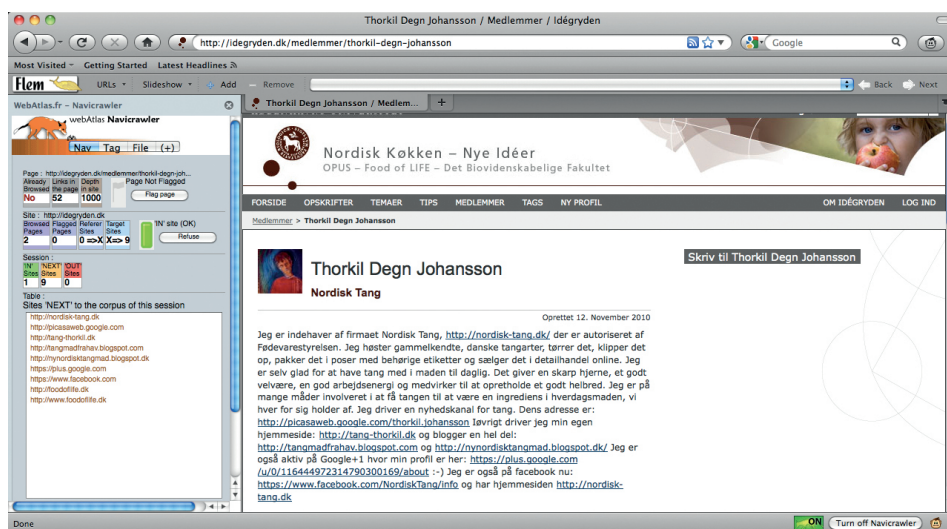 Thorkil Degn Johansson / Medlemmer / Idégryden
http://idegryden.dk/medlemmer/thorkil-degn-johansson
Google
Most Visited
Getting Started
Latest Headlines
Flem
URLs
Slideshow
Add
Remove
Back
Next
WebAtlas.fr – Navicrawler
webAtlas Navicrawler
Nav Tag File (+)
Page : http://idegryden.dk/medlemmer/thorkil-degn-joh...
Already Browsed
No
Links in the page
52
Depth in site
1000
Page Not Flagged
Flag page
Site : http://idegryden.dk
Browsed Pages
2
Flagged Pages
0
Referer Sites
0 =>X
Target Sites
X=> 9
'IN' site (OK)
Refuse
Session :
'IN' Sites
1
'NEXT' Sites
9
'OUT' Sites
0
Table :
Sites 'NEXT' to the corpus of this session
http://nordisk-tang.dk
http://picasaweb.google.com
http://tang-thorkil.dk
http://tangmadfrahav.blogspot.com
http://nynordisktangmad.blogspot.dk
https://plus.google.com
https://www.facebook.com
http://foodoflife.dk
http://www.foodoflife.dk
Thorkil Degn Johansson / Medlem...
Nordisk Køkken – Nye Idéer
OPUS – Food of LIFE – Det Biovidenskabelige Fakultet
FORSIDE OPSKRIFTER TEMAER TIPS MEDLEMMER TAGS NY PROFIL OM IDÉGRYDEN LOG IND
Medlemmer > Thorkil Degn Johansson
Thorkil Degn Johansson
Nordisk Tang
Skriv til Thorkil Degn Johansson
Oprettet 12. November 2010
Jeg er indehaver af firmaet Nordisk Tang, http://nordisk-tang.dk/ der er autoriseret af
Fødevarestyrelsen. Jeg høster gammelkendte, danske tangarter, tørrer det, klipper det
op, pakker det i poser med behørige etiketter og sælger det i detailhandel online. Jeg
er selv glad for at have tang med i maden til daglig. Det giver en skarp hjerne, et godt
velvære, en god arbejdsenergi og medvirker til at opretholde et godt helbred. Jeg er på
mange måder involveret i at få tangen til at være en ingrediens i hverdagsmaden, vi
hver for sig holder af. Jeg driver en nyhedskanal for tang. Dens adresse er:
http://picasaweb.google.com/thorkil.johansson Iøvrigt driver jeg min egen
hjemmeside: http://tang-thorkil.dk og blogger en hel del:
http://tangmadfrahav.blogspot.com og http://nynordisktangmad.blogspot.dk/ Jeg er
også aktiv på Google+1 hvor min profil er her: https://plus.google.com
/u/0/116444972314790300169/about :-) Jeg er også på facebook nu:
https://www.facebook.com/NordiskTang/info og har hjemmesiden http://nordisk-
tang.dk
Done
ON
Turn off Navicrawler